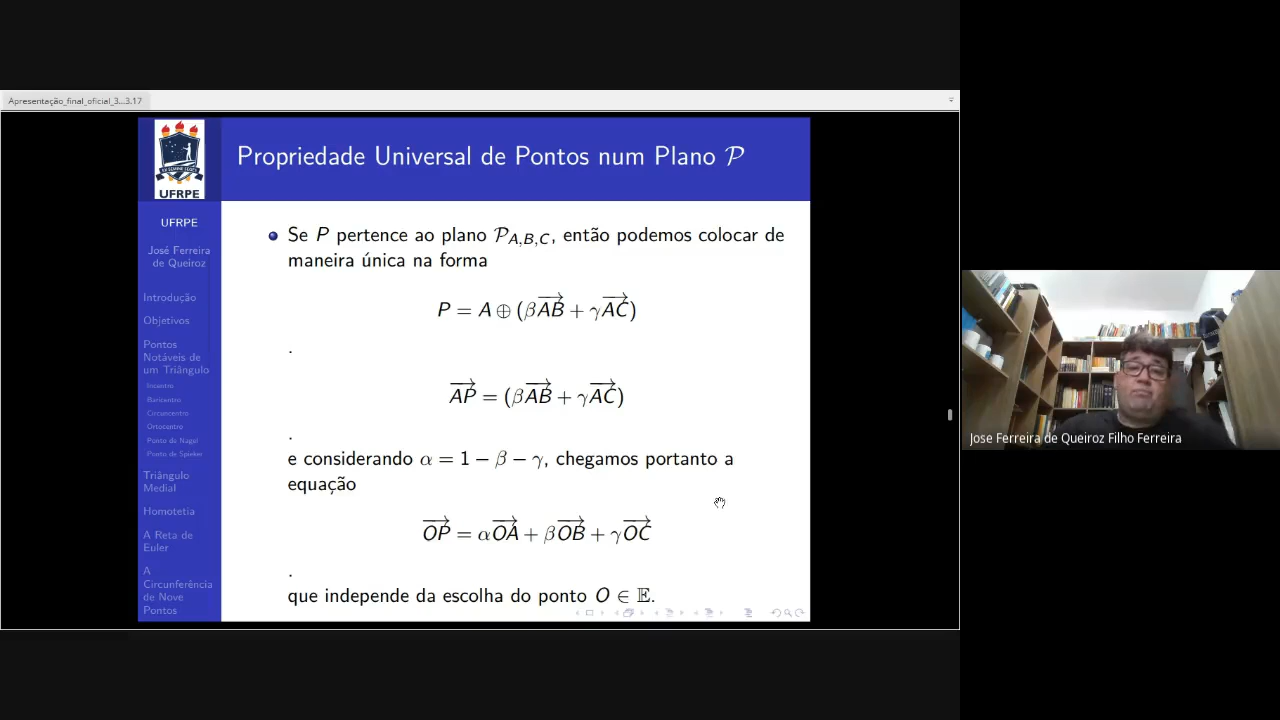 Apresentação_final_oficial_3...3.17
UFRPE
Propriedade Universal de Pontos num Plano 𝒫
UFRPE
José Ferreira
de Queiroz
Introdução
Objetivos
Pontos
Notáveis de
um Triângulo
Incentro
Baricentro
Circuncentro
Ortocentro
Ponto de Nagel
Ponto de Spieker
Triângulo
Medial
Homotetia
A Reta de
Euler
A
Circunferência
de Nove
Pontos
Se P pertence ao plano 𝒫_{A,B,C}, então podemos colocar de
maneira única na forma
P = A ⊕ (β\overrightarrow{AB} + γ\overrightarrow{AC})
.
\overrightarrow{AP} = (β\overrightarrow{AB} + γ\overrightarrow{AC})
.
e considerando α = 1 − β − γ, chegamos portanto a
equação
\overrightarrow{OP} = α\overrightarrow{OA} + β\overrightarrow{OB} + γ\overrightarrow{OC}
.
que independe da escolha do ponto O ∈ 𝔼.
Jose Ferreira de Queiroz Filho Ferreira